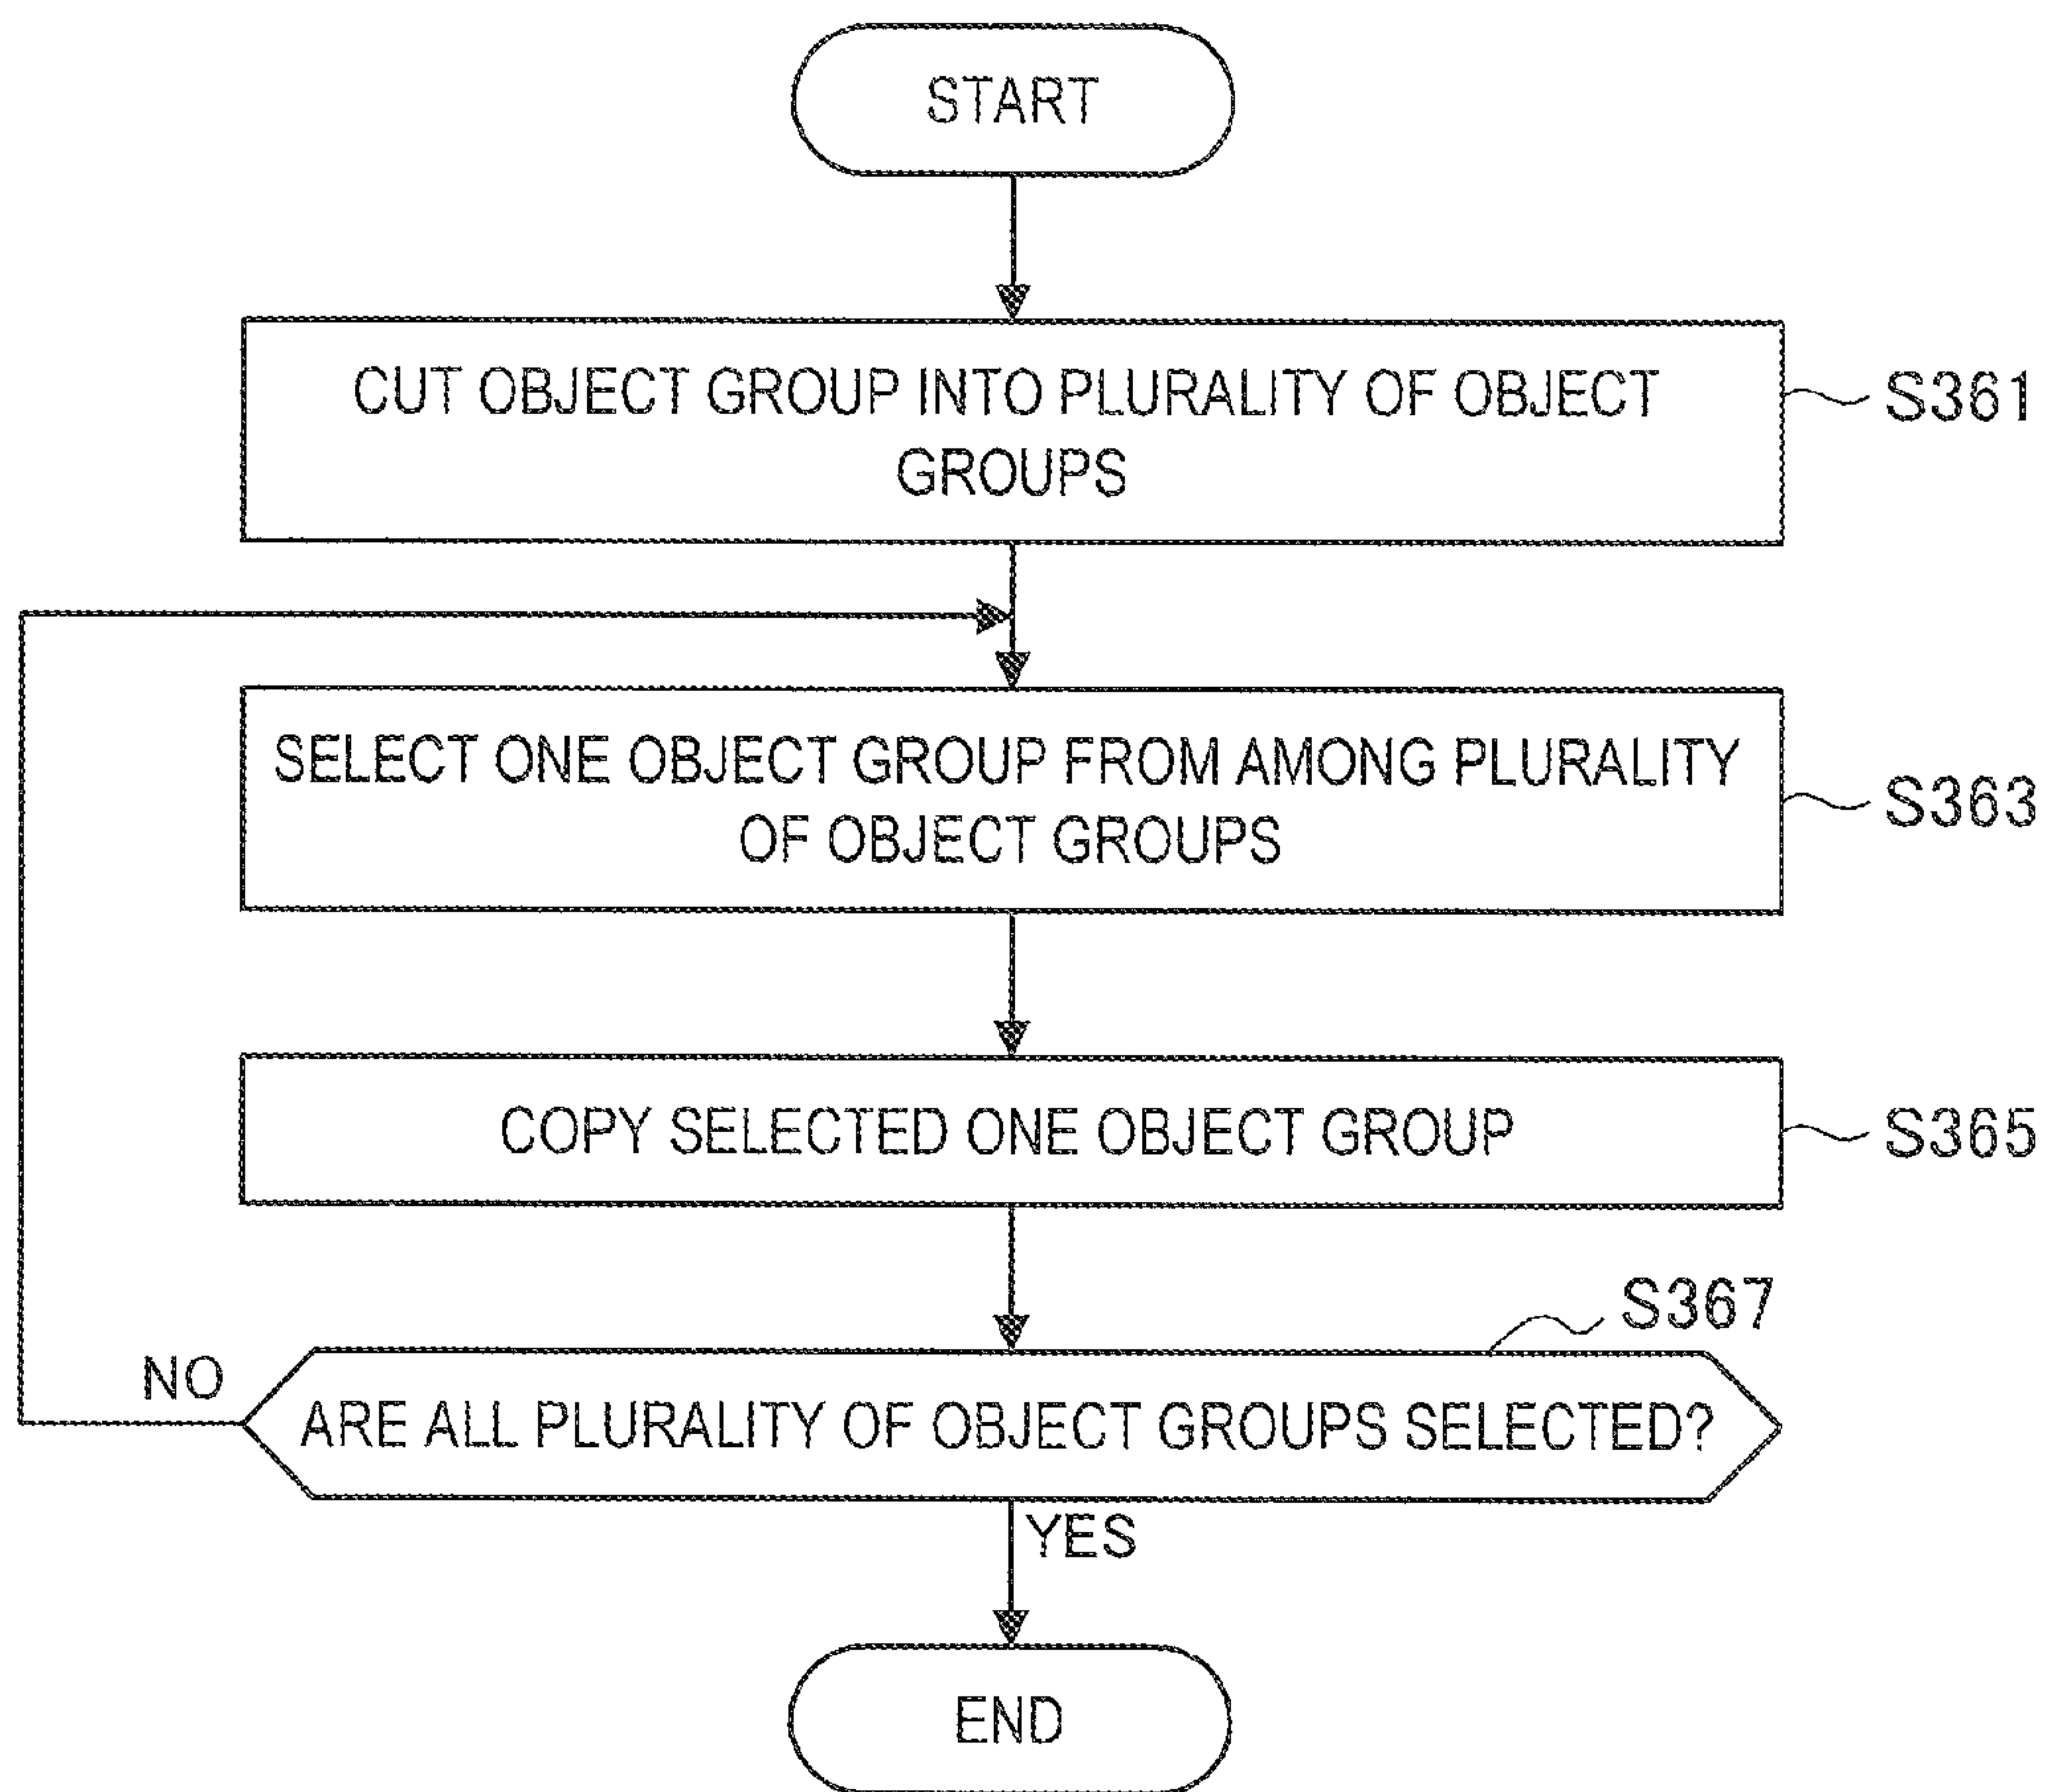 START
CUT OBJECT GROUP INTO PLURALITY OF OBJECT
GROUPS
S361
SELECT ONE OBJECT GROUP FROM AMONG PLURALITY
OF OBJECT GROUPS
S363
COPY SELECTED ONE OBJECT GROUP
S365
S367
NO
ARE ALL PLURALITY OF OBJECT GROUPS SELECTED?
YES
END